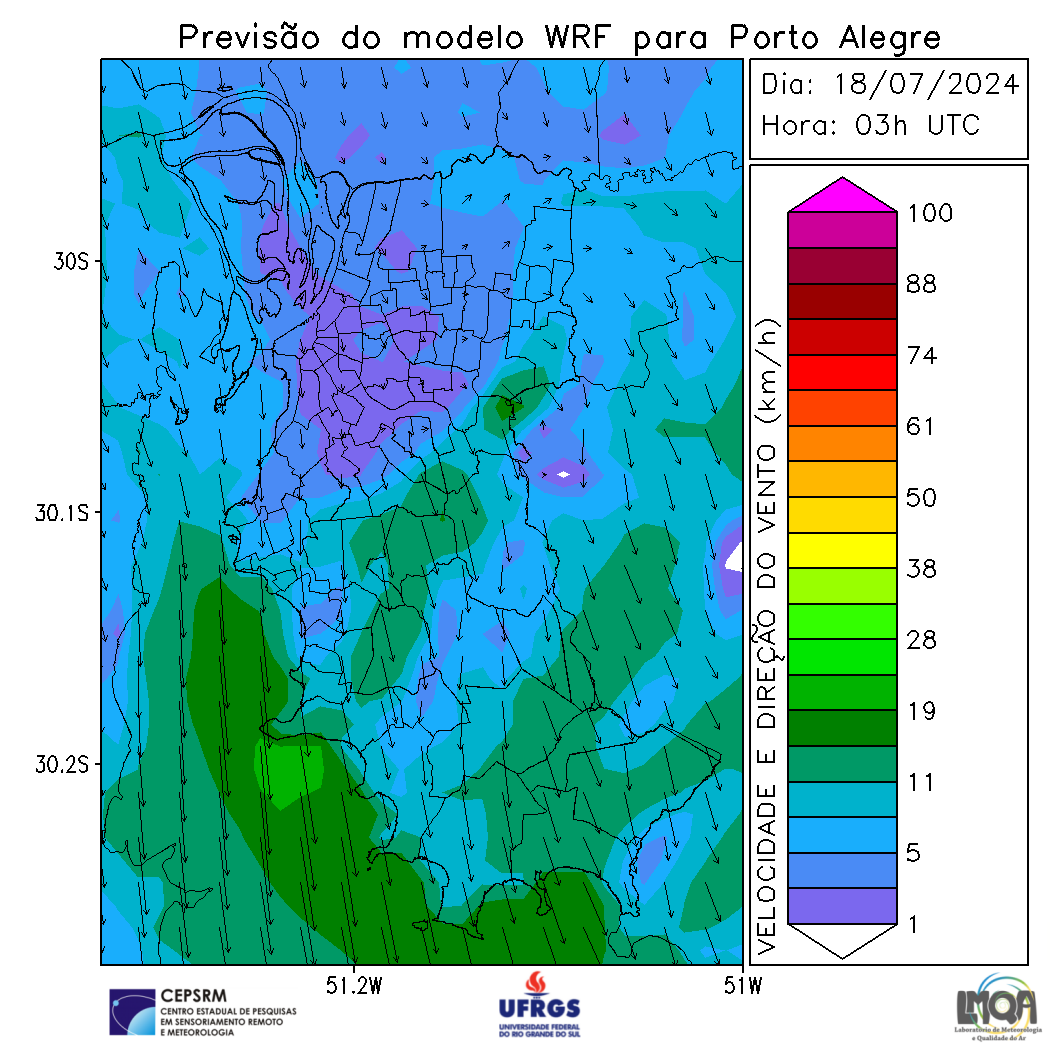 Previsão do modelo WRF para Porto Alegre
Dia: 18/07/2024
Hora: 03h UTC
30S
30.1S
30.2S
51.2W
51W
VELOCIDADE E DIREÇÃO DO VENTO (km/h)
100
88
74
61
50
38
28
19
11
5
1
CEPSRM
CENTRO ESTADUAL DE PESQUISAS
EM SENSORIAMENTO REMOTO
E METEOROLOGIA
UFRGS
UNIVERSIDADE FEDERAL
DO RIO GRANDE DO SUL
LMQA
Laboratório de Meteorologia
e Qualidade do Ar